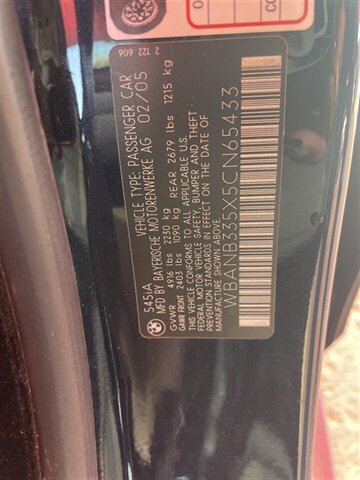 2 122 606
545iA VEHICLE TYPE: PASSENGER CAR
MFD BY BAYERISCHE MOTORENWERKE AG 02/05
GVWR 4916 lbs 2230 kg
GAWR FRONT 2403 lbs 1090 kg REAR 2679 lbs 1215 kg
THIS VEHICLE CONFORMS TO ALL APPLICABLE U.S.
FEDERAL MOTOR VEHICLE SAFETY, BUMPER AND
THEFT PREVENTION STANDARDS IN EFFECT ON THE DATE OF
MANUFACTURE SHOWN ABOVE.
WBANB335X5CN65433